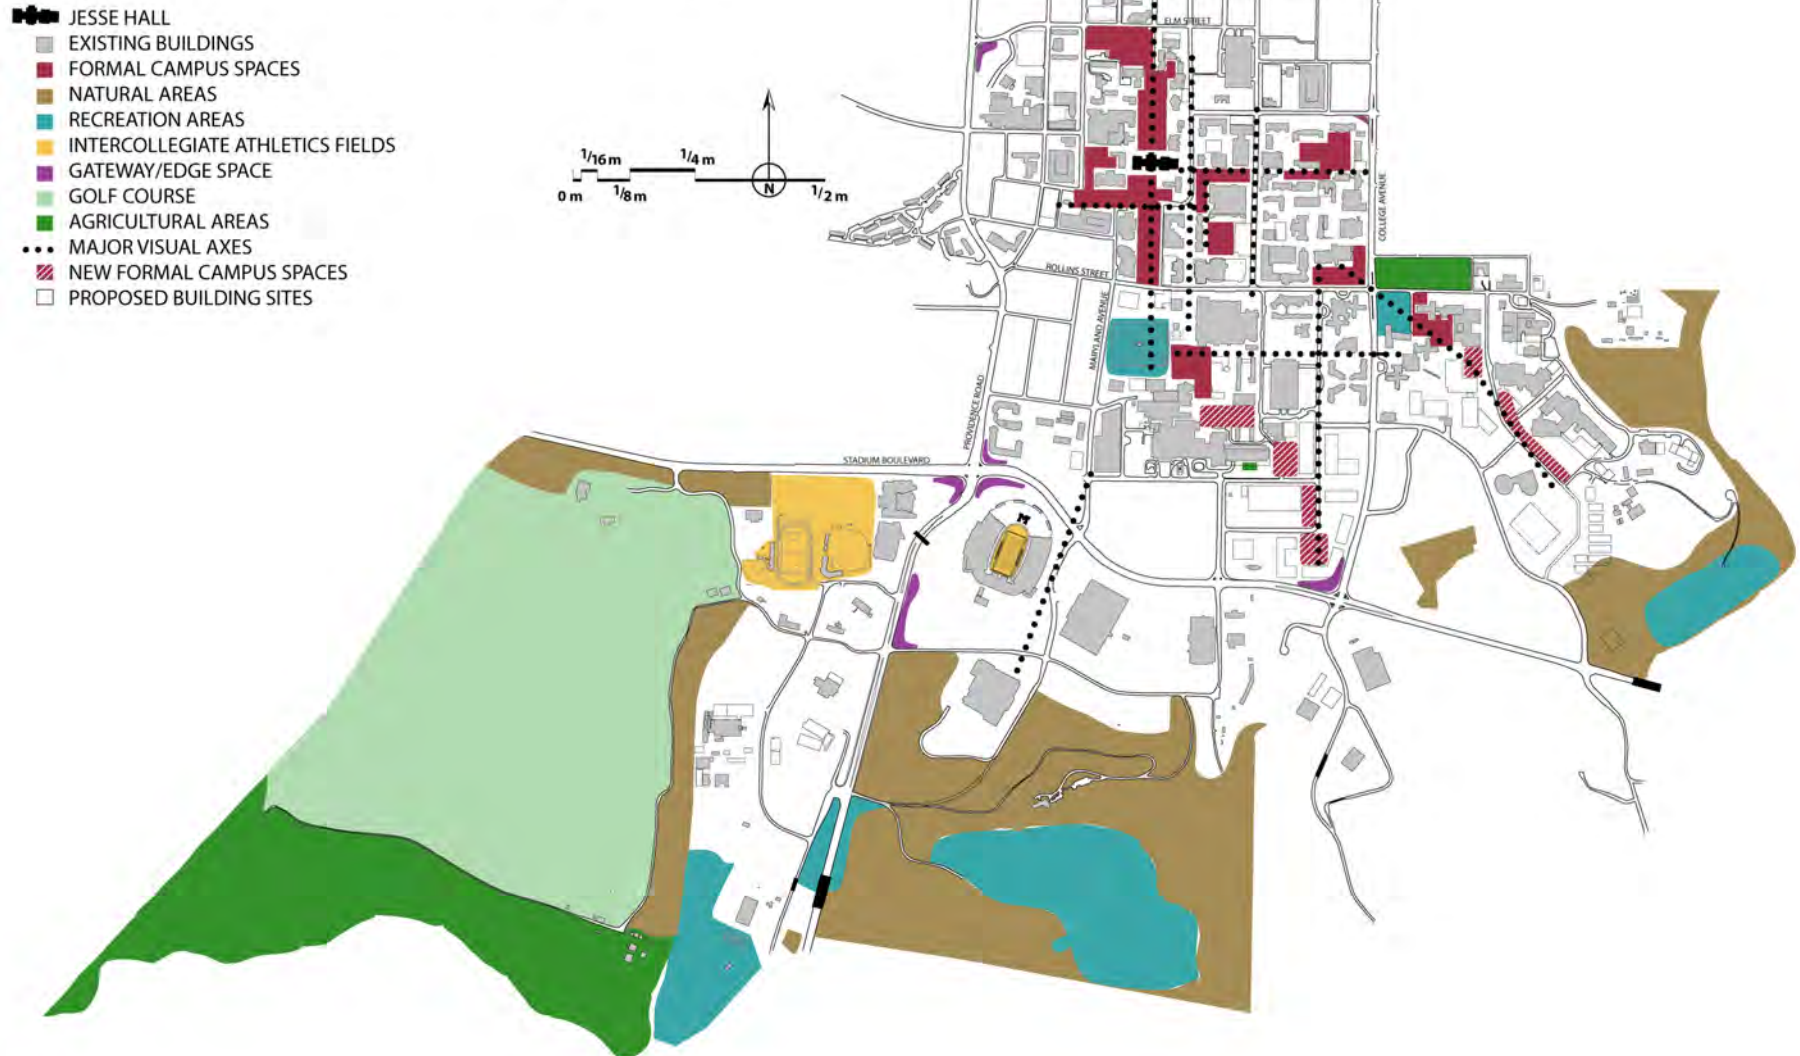 JESSE HALL
EXISTING BUILDINGS
FORMAL CAMPUS SPACES
NATURAL AREAS
RECREATION AREAS
INTERCOLLEGIATE ATHLETICS FIELDS
GATEWAY/EDGE SPACE
GOLF COURSE
AGRICULTURAL AREAS
MAJOR VISUAL AXES
NEW FORMAL CAMPUS SPACES
PROPOSED BUILDING SITES
1/16 m
1/4 m
0 m
1/8 m
N
1/2 m
ELM STREET
COLLEGE AVENUE
ROLLINS STREET
MARYLAND AVENUE
PROVIDENCE ROAD
STADIUM BOULEVARD
M